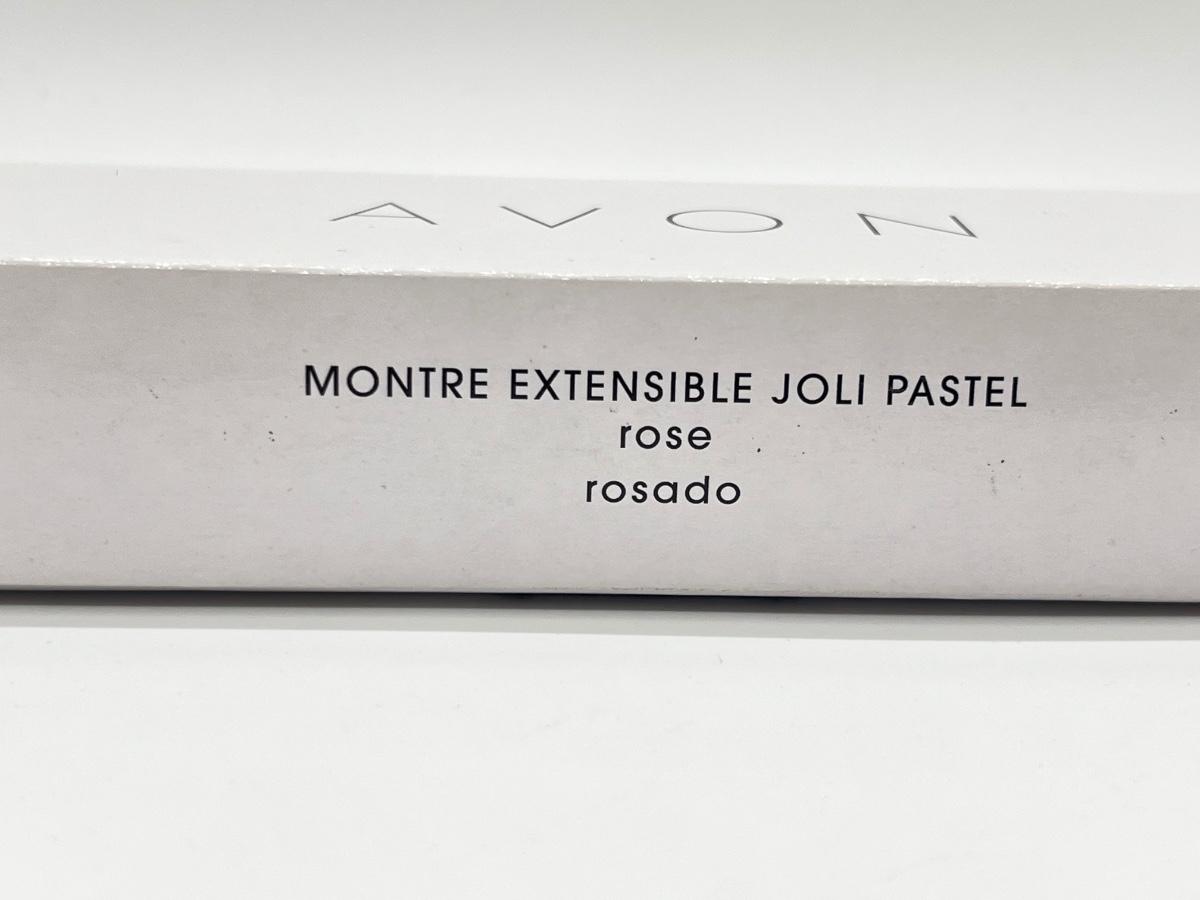 AVON
MONTRE EXTENSIBLE JOLI PASTEL
rose
rosado